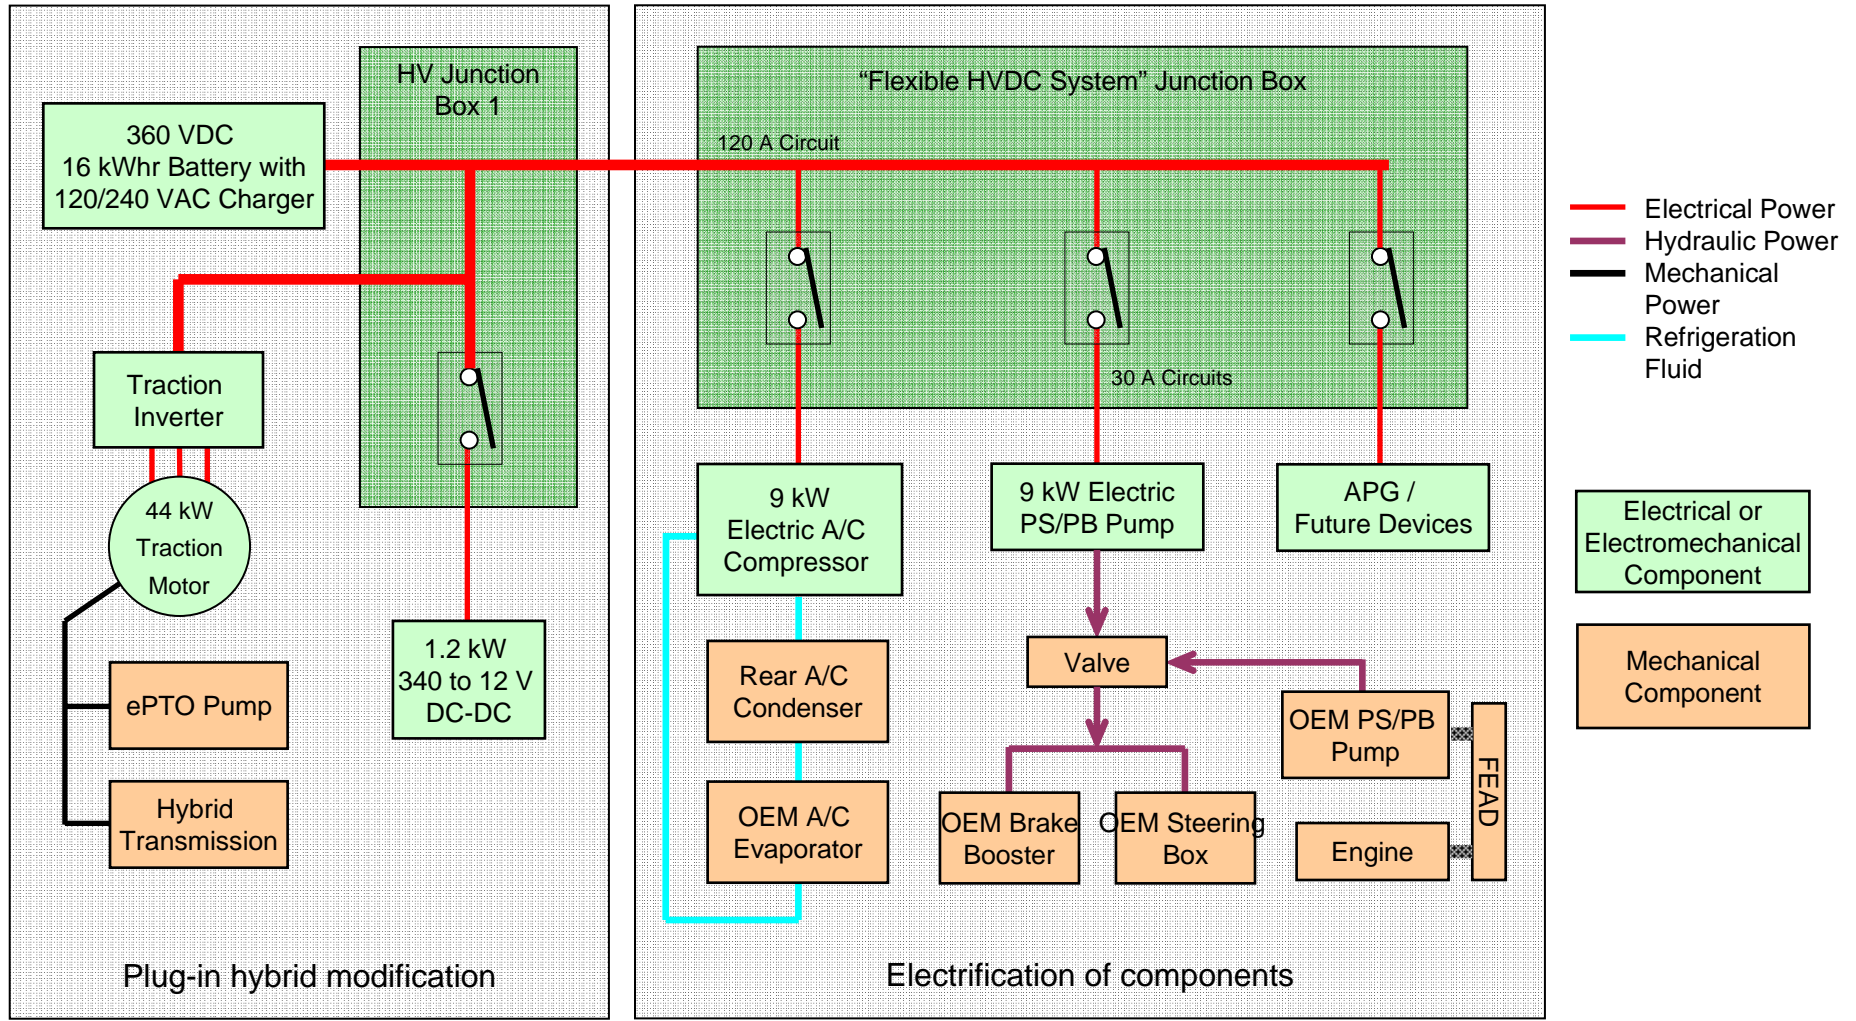 HV Junction
Box 1
360 VDC
16 kWhr Battery with
120/240 VAC Charger
Traction
Inverter
44 kW
Traction
Motor
ePTO Pump
Hybrid
Transmission
1.2 kW
340 to 12 V
DC-DC
Plug-in hybrid modification
“Flexible HVDC System” Junction Box
120 A Circuit
30 A Circuits
9 kW
Electric A/C
Compressor
9 kW Electric
PS/PB Pump
APG /
Future Devices
Rear A/C
Condenser
OEM A/C
Evaporator
Valve
OEM Brake
Booster
OEM Steering
Box
OEM PS/PB
Pump
Engine
FEAD
Electrification of components
Electrical Power
Hydraulic Power
Mechanical
Power
Refrigeration
Fluid
Electrical or
Electromechanical
Component
Mechanical
Component